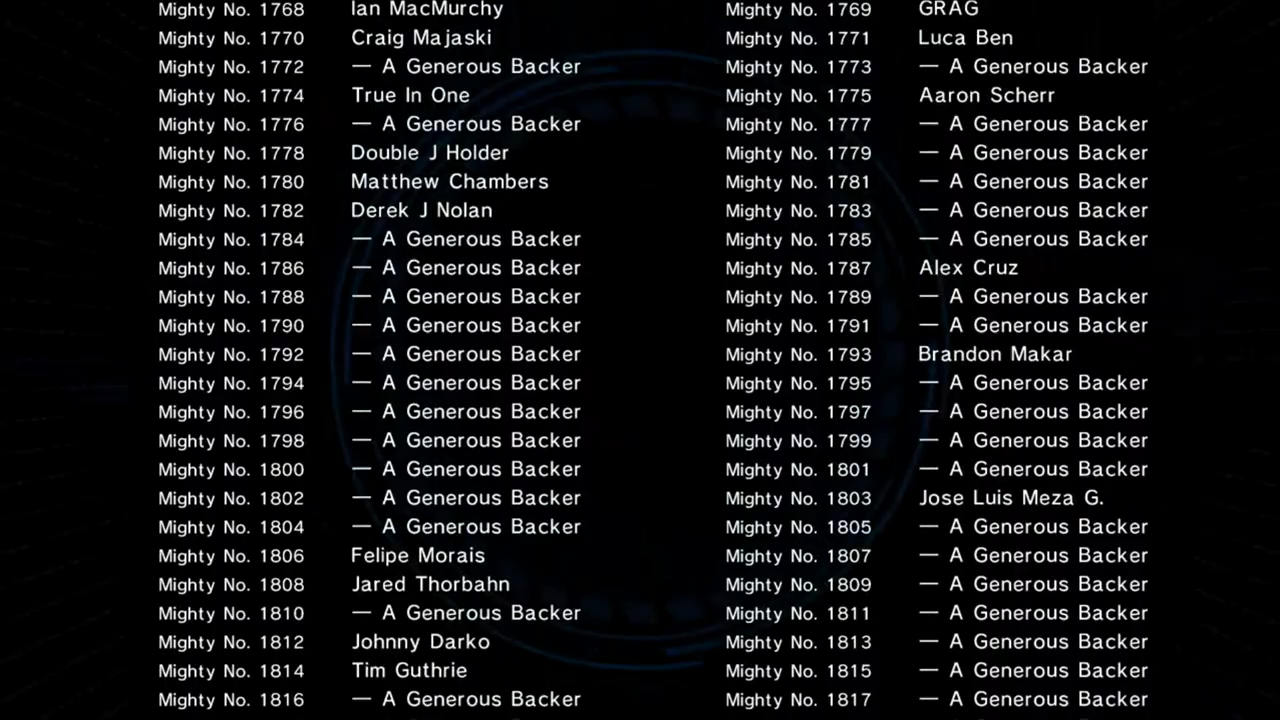 Mighty No. 1768 Ian MacMurchy Mighty No. 1769 GRAG
Mighty No. 1770 Craig Majaski Mighty No. 1771 Luca Ben
Mighty No. 1772 — A Generous Backer Mighty No. 1773 — A Generous Backer
Mighty No. 1774 True In One Mighty No. 1775 Aaron Scherr
Mighty No. 1776 — A Generous Backer Mighty No. 1777 — A Generous Backer
Mighty No. 1778 Double J Holder Mighty No. 1779 — A Generous Backer
Mighty No. 1780 Matthew Chambers Mighty No. 1781 — A Generous Backer
Mighty No. 1782 Derek J Nolan Mighty No. 1783 — A Generous Backer
Mighty No. 1784 — A Generous Backer Mighty No. 1785 — A Generous Backer
Mighty No. 1786 — A Generous Backer Mighty No. 1787 Alex Cruz
Mighty No. 1788 — A Generous Backer Mighty No. 1789 — A Generous Backer
Mighty No. 1790 — A Generous Backer Mighty No. 1791 — A Generous Backer
Mighty No. 1792 — A Generous Backer Mighty No. 1793 Brandon Makar
Mighty No. 1794 — A Generous Backer Mighty No. 1795 — A Generous Backer
Mighty No. 1796 — A Generous Backer Mighty No. 1797 — A Generous Backer
Mighty No. 1798 — A Generous Backer Mighty No. 1799 — A Generous Backer
Mighty No. 1800 — A Generous Backer Mighty No. 1801 — A Generous Backer
Mighty No. 1802 — A Generous Backer Mighty No. 1803 Jose Luis Meza G.
Mighty No. 1804 — A Generous Backer Mighty No. 1805 — A Generous Backer
Mighty No. 1806 Felipe Morais Mighty No. 1807 — A Generous Backer
Mighty No. 1808 Jared Thorbahn Mighty No. 1809 — A Generous Backer
Mighty No. 1810 — A Generous Backer Mighty No. 1811 — A Generous Backer
Mighty No. 1812 Johnny Darko Mighty No. 1813 — A Generous Backer
Mighty No. 1814 Tim Guthrie Mighty No. 1815 — A Generous Backer
Mighty No. 1816 — A Generous Backer Mighty No. 1817 — A Generous Backer